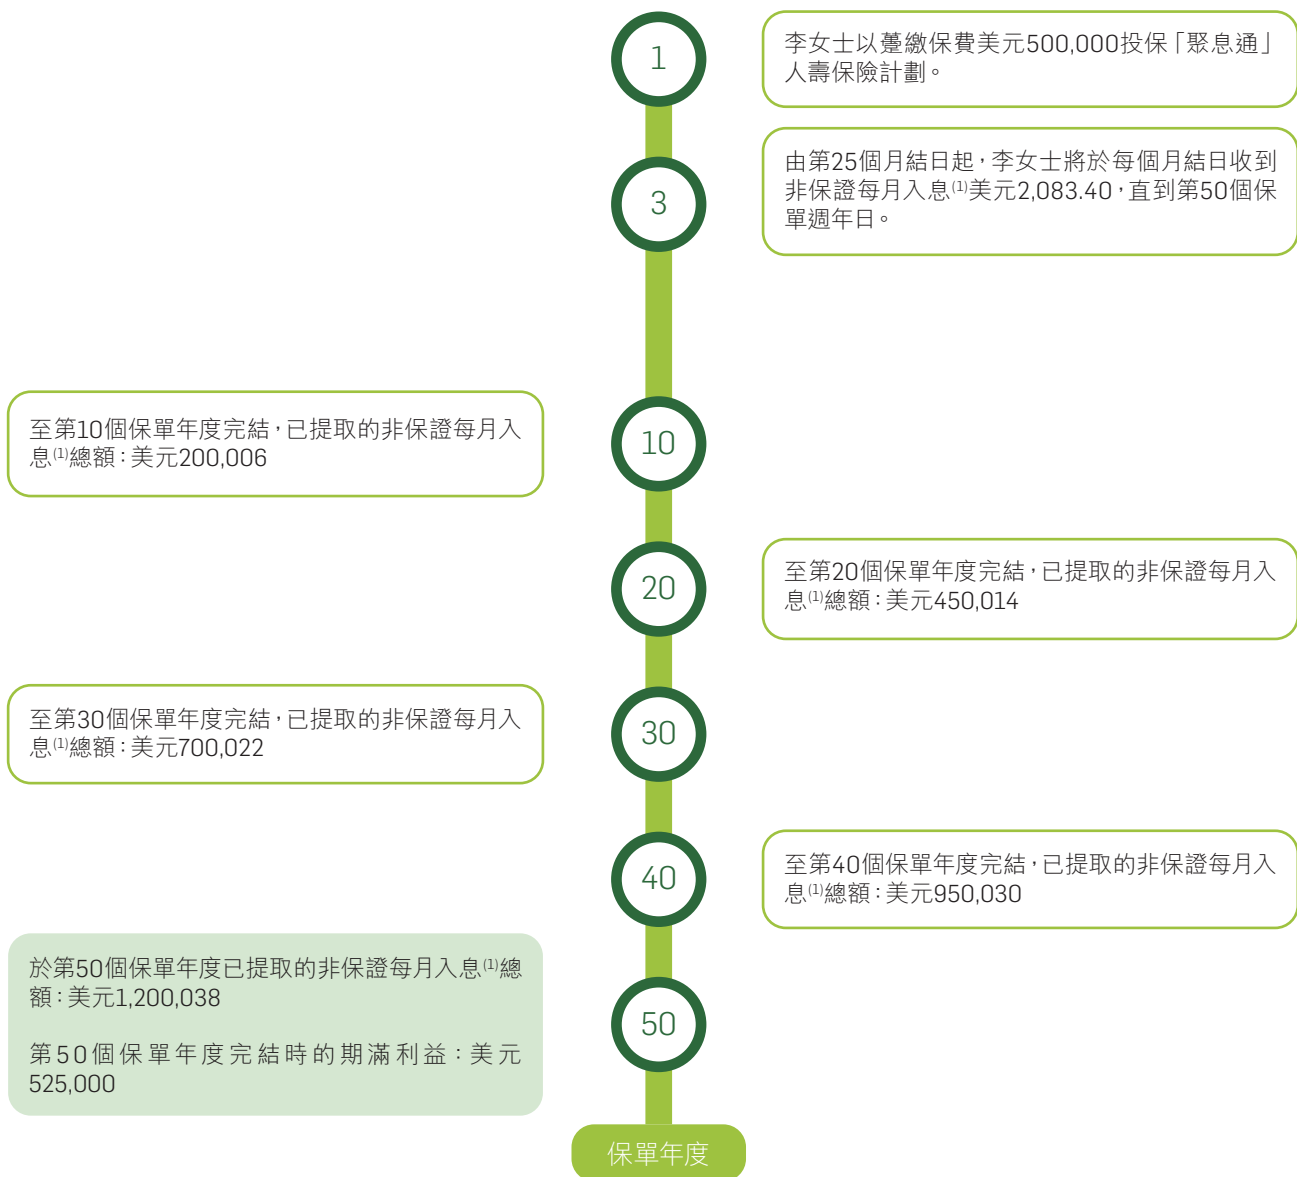 1
李女士以躉繳保費美元500,000投保「聚息通」
人壽保險計劃。
3
由第25個月結日起，李女士將於每個月結日收到
非保證每月入息(1)美元2,083.40，直到第50個保
單週年日。
10
至第10個保單年度完結，已提取的非保證每月入
息(1)總額：美元200,006
20
至第20個保單年度完結，已提取的非保證每月入
息(1)總額：美元450,014
30
至第30個保單年度完結，已提取的非保證每月入
息(1)總額：美元700,022
40
至第40個保單年度完結，已提取的非保證每月入
息(1)總額：美元950,030
50
於第50個保單年度已提取的非保證每月入息(1)總
額：美元1,200,038
第50個保單年度完結時的期滿利益：美元
525,000
保單年度